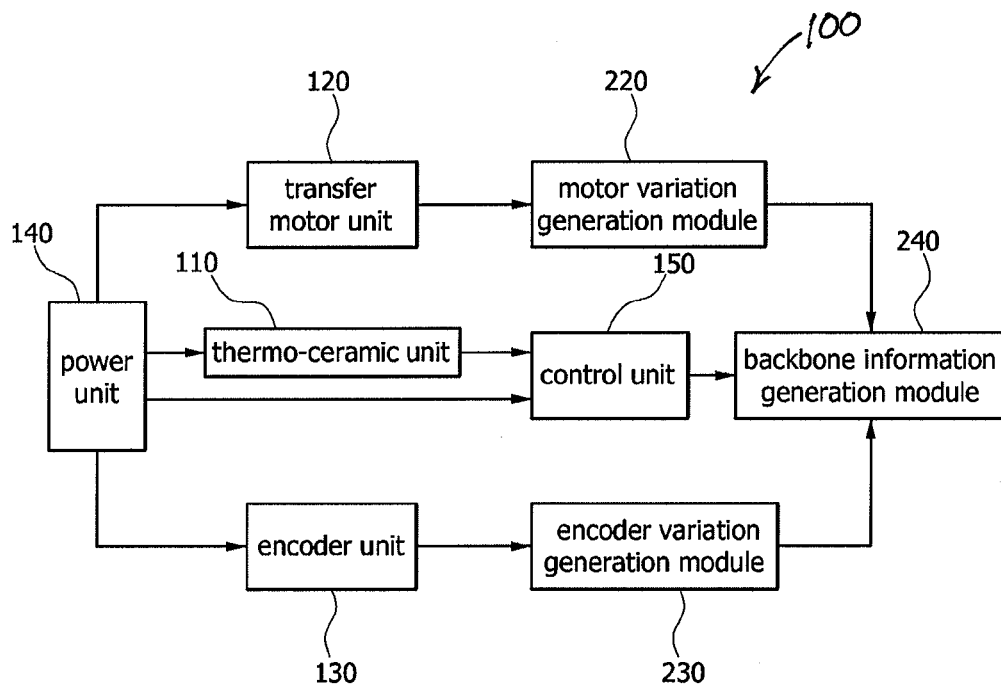 100
120
220
transfer
motor unit
motor variation
generation module
140
110
150
240
power
unit
thermo-ceramic unit
control unit
backbone information
generation module
encoder unit
encoder variation
generation module
130
230